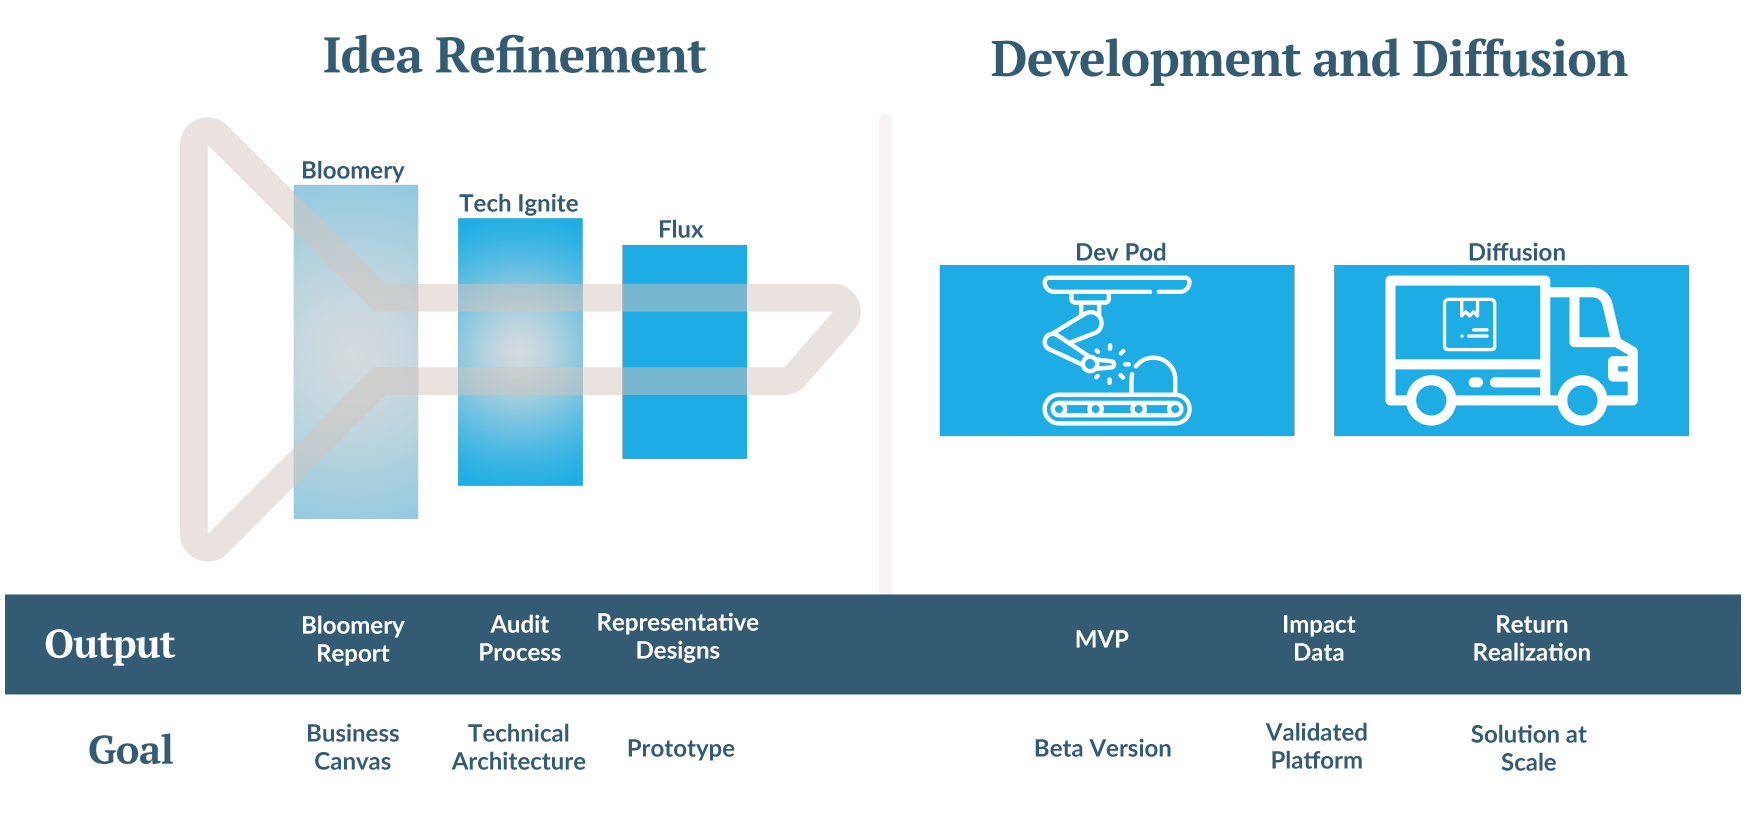 Idea Refinement
Development and Diffusion
Bloomery
Tech Ignite
Flux
Dev Pod
Diffusion
Output
Bloomery
Report
Audit
Process
Representative
Designs
MVP
Impact
Data
Return
Realization
Goal
Business
Canvas
Technical
Architecture
Prototype
Beta Version
Validated
Platform
Solution at
Scale